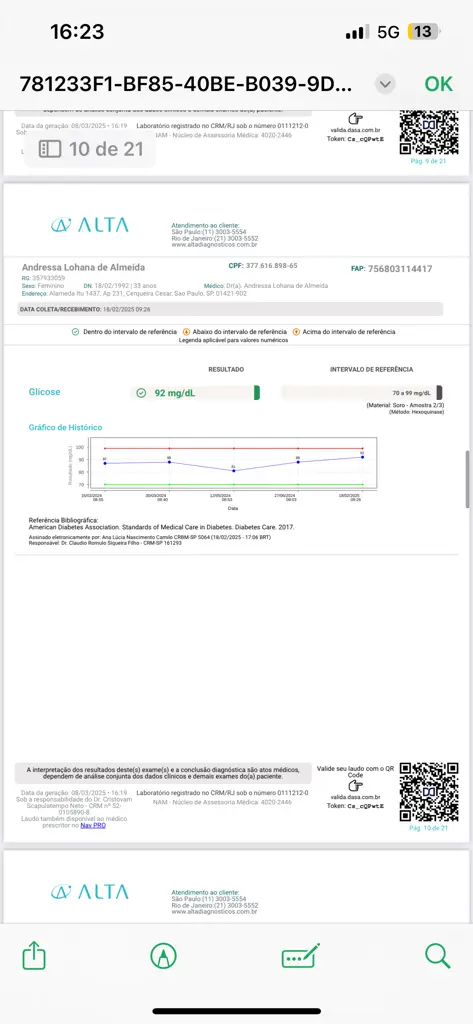 16:23
5G
13
781233F1-BF85-40BE-B039-9D...
OK
dependem de análise conjunta dos dados clínicos e demais exames do(a) paciente.
Data da geração: 08/03/2025 • 16:19
Laboratório registrado no CRM/RJ sob o número 0111212-0
IAM - Núcleo de Assessoria Médica: 4020-2446
valida.dasa.com.br
Token: Cs_cQPwtE
Pág. 9 de 21
10 de 21
ALTA
Atendimento ao cliente:
São Paulo:(11) 3003-5554
Rio de Janeiro:(21) 3003-5552
www.altadiagnosticos.com.br
Andressa Lohana de Almeida
CPF: 377.616.898-65
FAP: 756803114417
RG: 357933059
Sexo: Feminino DN: 18/02/1992 | 33 anos Médico: Dr(a). Andressa Lohana de Almeida
Endereço: Alameda Itu 1437, Ap 231, Cerqueira Cesar, Sao Paulo, SP, 01421-902
DATA COLETA/RECEBIMENTO: 18/02/2025 09:26
Dentro do intervalo de referência Abaixo do intervalo de referência Acima do intervalo de referência
Legenda aplicável para valores numéricos
RESULTADO INTERVALO DE REFERÊNCIA
Glicose 92 mg/dL 70 a 99 mg/dL
(Material: Soro - Amostra 2/3)
(Método: Hexoquinase)
Gráfico de Histórico
Resultado (mg/dL)
100
90
80
70
87 88 81 88 92
30/03/2024 12/05/2024 27/06/2024 18/02/2025
08:40 08:53 09:23 09:26
Data
Referência Bibliográfica:
American Diabetes Association. Standards of Medical Care in Diabetes. Diabetes Care. 2017.
Assinado eletronicamente por: Ana Lúcia Nascimento Camilo CRBM-SP 5064 (18/02/2025 - 17:06 BRT)
Responsável: Dr. Claudio Romulo Siqueira Filho - CRM-SP 161293
A interpretação dos resultados deste(s) exame(s) e a conclusão diagnóstica são atos médicos,
dependem de análise conjunta dos dados clínicos e demais exames do(a) paciente.
Valide seu laudo com o QR
Code
Data da geração: 08/03/2025 • 16:19
Sob a responsabilidade do Dr. Cristovam
Scapulatempo Neto - CRM nº 52-
0105890-8
Laudo também disponível ao médico
prescritor no Nav PRO
Laboratório registrado no CRM/RJ sob o número 0111212-0
NAM - Núcleo de Assessoria Médica: 4020-2446
valida.dasa.com.br
Token: Cs_cQPwtE
Pág. 10 de 21
ALTA
Atendimento ao cliente:
São Paulo:(11) 3003-5554
Rio de Janeiro:(21) 3003-5552
www.altadiagnosticos.com.br